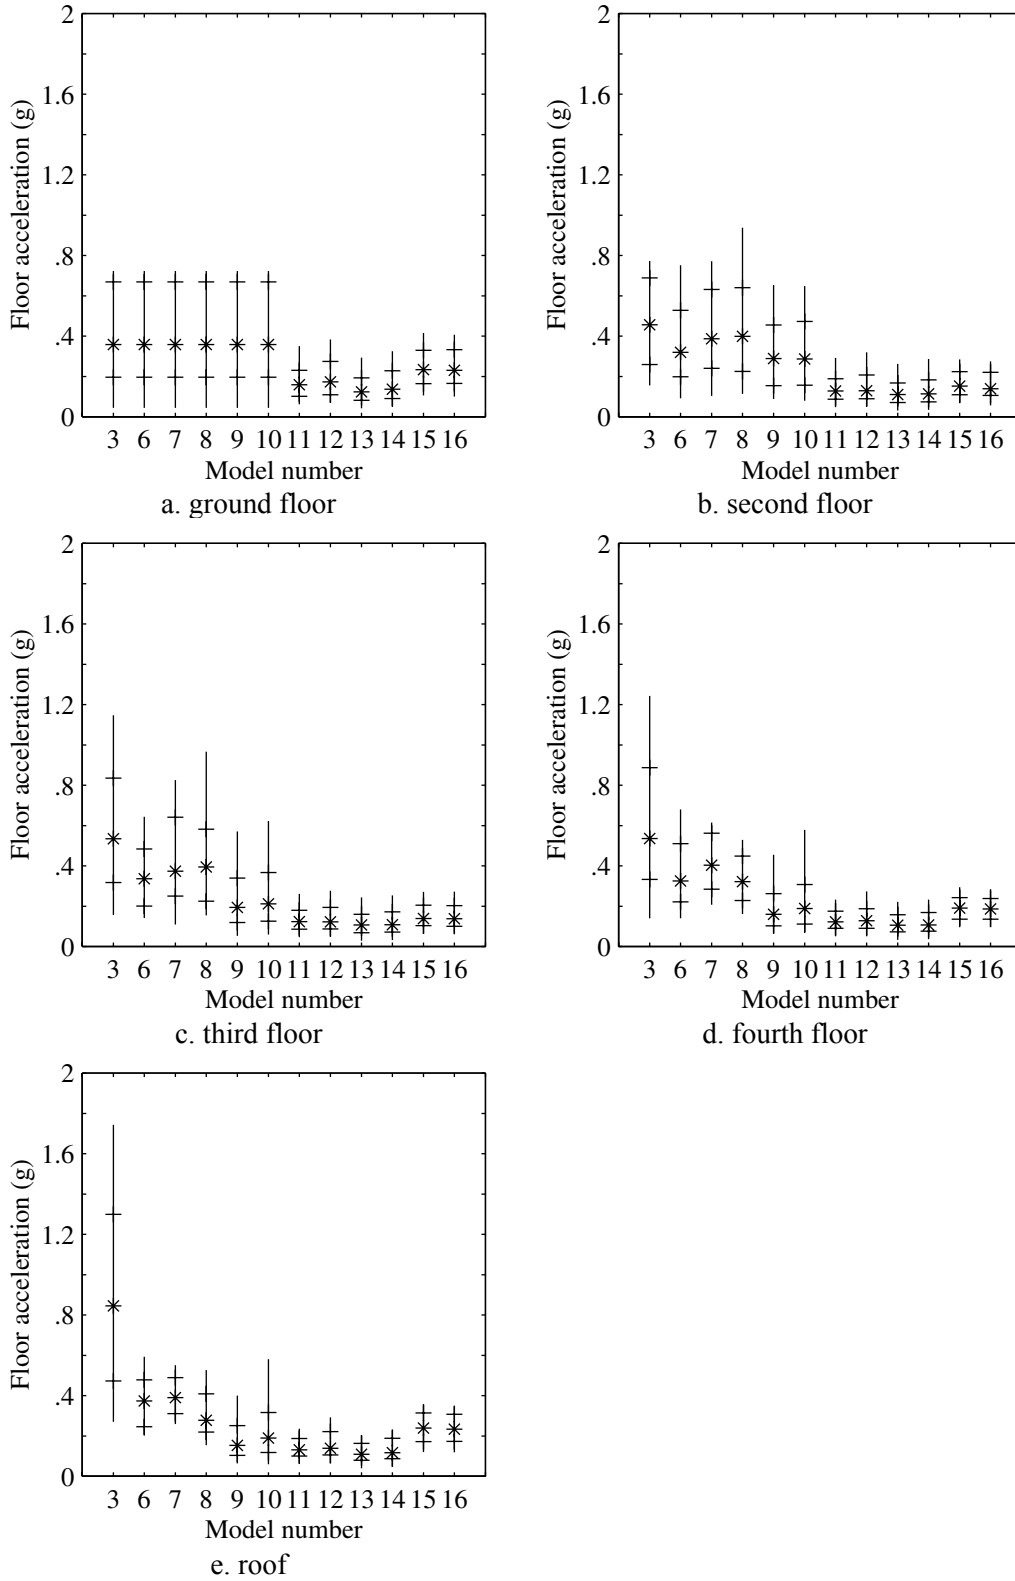 2
1.6
1.2
.8
.4
0
Floor acceleration (g)
3 6 7 8 9 10 11 12 13 14 15 16
Model number
a. ground floor
2
1.6
1.2
.8
.4
0
Floor acceleration (g)
3 6 7 8 9 10 11 12 13 14 15 16
Model number
b. second floor
2
1.6
1.2
.8
.4
0
Floor acceleration (g)
3 6 7 8 9 10 11 12 13 14 15 16
Model number
c. third floor
2
1.6
1.2
.8
.4
0
Floor acceleration (g)
3 6 7 8 9 10 11 12 13 14 15 16
Model number
d. fourth floor
2
1.6
1.2
.8
.4
0
Floor acceleration (g)
3 6 7 8 9 10 11 12 13 14 15 16
Model number
e. roof